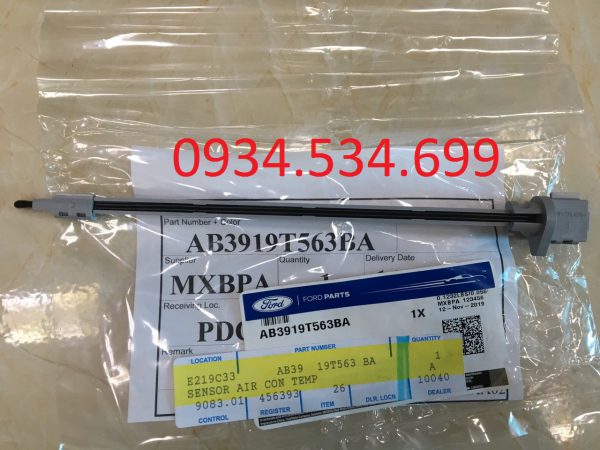 0934.534.699
Part Number + Color
AB3919T563BA
Supplier Quantity Delivery Date
MXBPA
Receiving Loc.
PDC
Remark
Ford FORD PARTS
AB3919T563BA 1X
MXBPA 123456
12-Nov-2019
LOCATION PART NUMBER QUANTITY
E219C33 AB39 19T563 BA 1
SENSOR AIR CON TEMP A
9083.01 456393 26 10040
CONTROL REGISTER ITEM DLR. LOCN DEALER